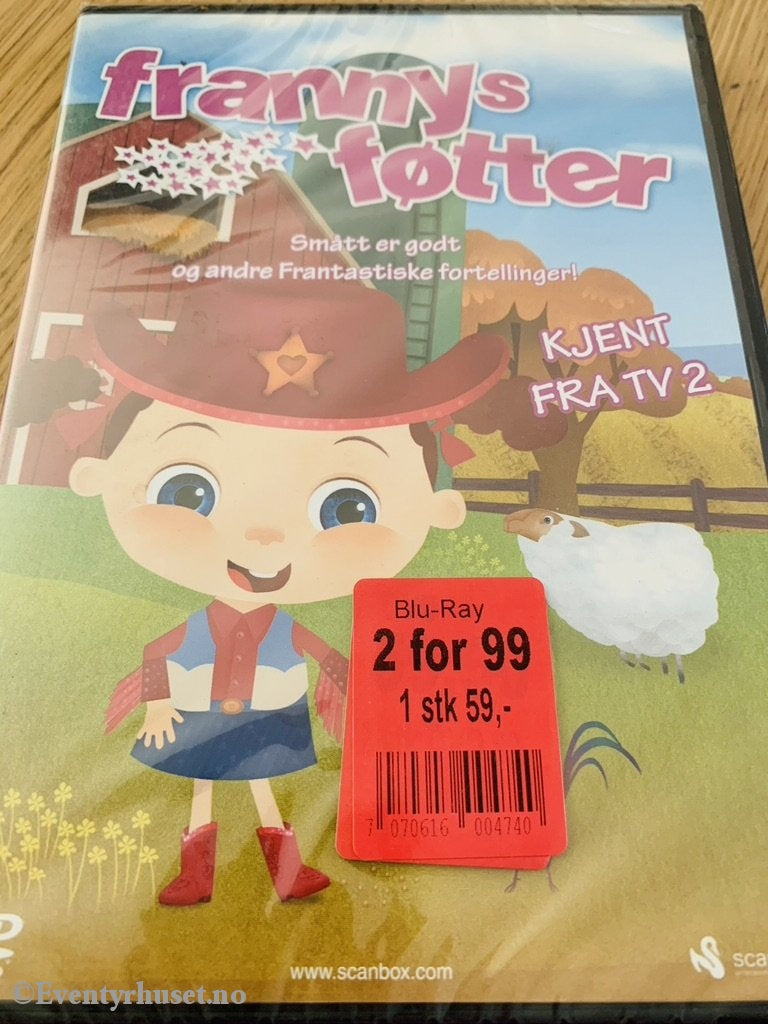 frannys
føtter
Smått er godt
og andre Frantastiske fortellinger!
KJENT
FRA TV 2
Blu-Ray
2 for 99
1 stk 59,-
7 070616 004740
www.scanbox.com
©Eventyrhuset.no